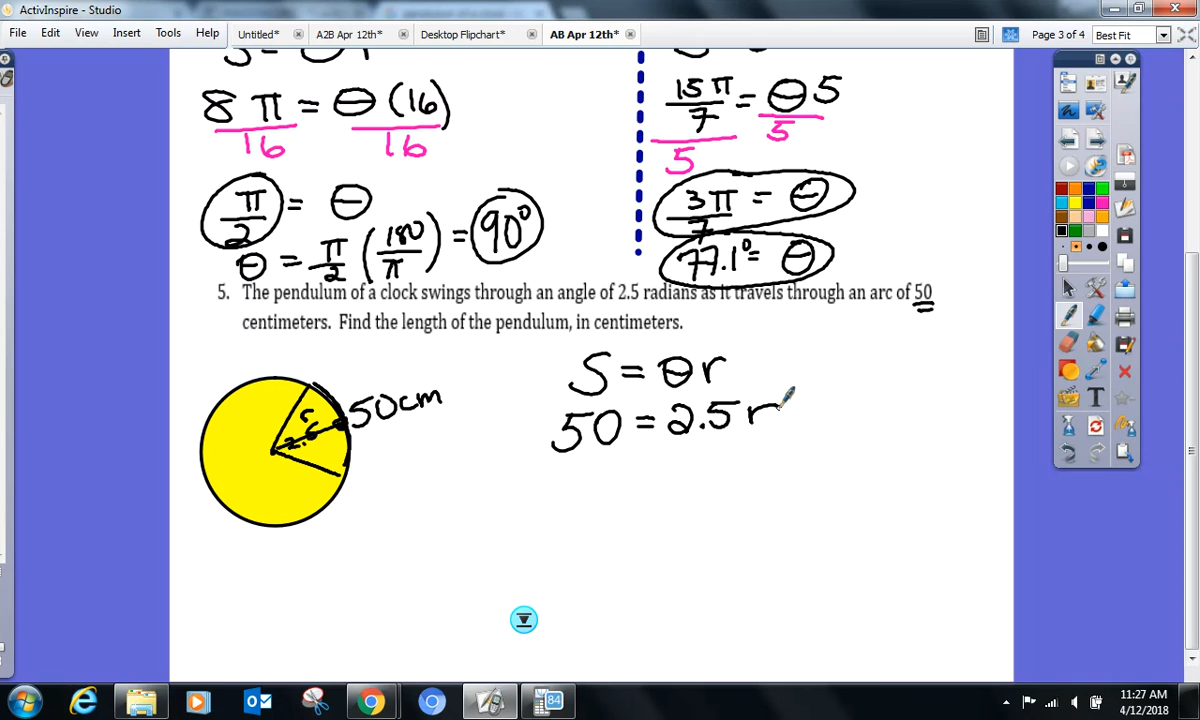 ActivInspire - Studio
File Edit View Insert Tools Help Untitled* A2B Apr 12th* Desktop Flipchart* AB Apr 12th* Page 3 of 4 Best Fit
8 π = θ (16)
16 16
π/2 = θ
θ = π/2 (180/π) = 90°
15π/7 = θ5
5 5
3π/7 = θ
77.1° = θ
5. The pendulum of a clock swings through an angle of 2.5 radians as it travels through an arc of 50
centimeters. Find the length of the pendulum, in centimeters.
S = θr
50 = 2.5 r
r
50cm
84
11:27 AM
4/12/2018